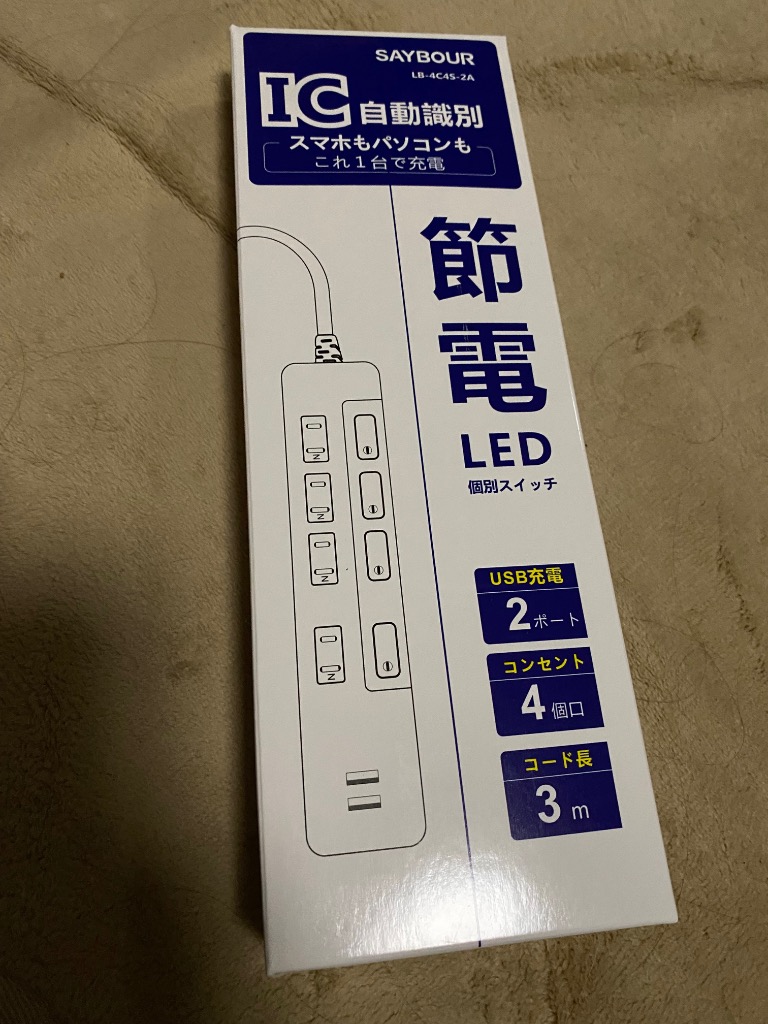 SAYBOUR
LB-4C4S-2A
IC自動識別
スマホもパソコンも
これ1台で充電
節電
LED
個別スイッチ
USB充電
2ポート
コンセント
4個口
コード長
3m
N
N
N
N